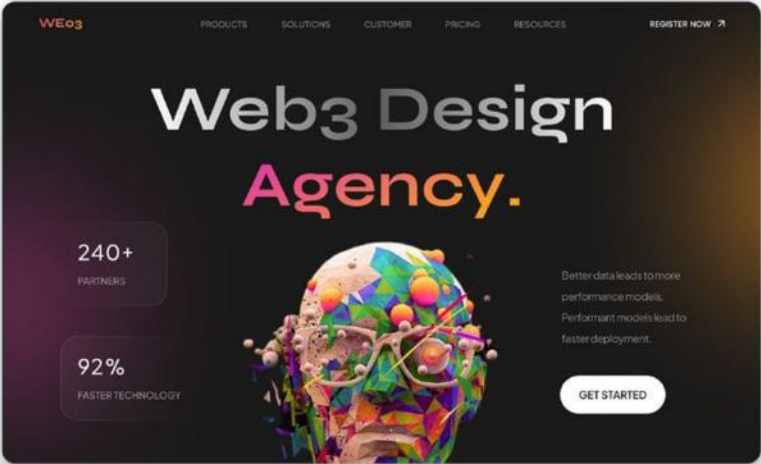 WE03
PRODUCTS SOLUTIONS CUSTOMER PRICING RESOURCES
REGISTER NOW
Web3 Design
Agency.
240+
PARTNERS
92%
FASTER TECHNOLOGY
Better data leads to more
performance models.
Performant models lead to
faster deployment.
GET STARTED